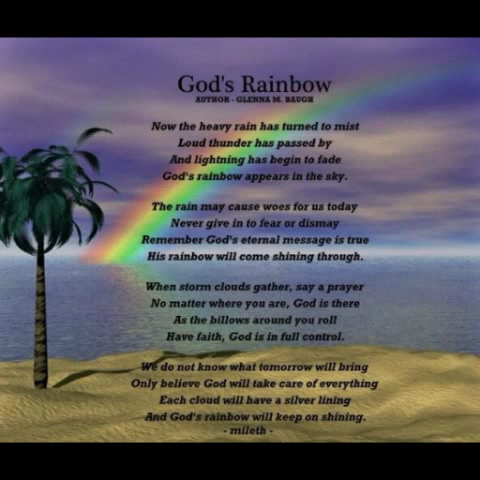 God's Rainbow
AUTHOR - GLENNA M. BAUGH
Now the heavy rain has turned to mist
Loud thunder has passed by
And lightning has begin to fade
God's rainbow appears in the sky.
The rain may cause woes for us today
Never give in to fear or dismay
Remember God's eternal message is true
His rainbow will come shining through.
When storm clouds gather, say a prayer
No matter where you are, God is there
As the billows around you roll
Have faith, God is in full control.
We do not know what tomorrow will bring
Only believe God will take care of everything
Each cloud will have a silver lining
And God's rainbow will keep on shining.
- mileth -